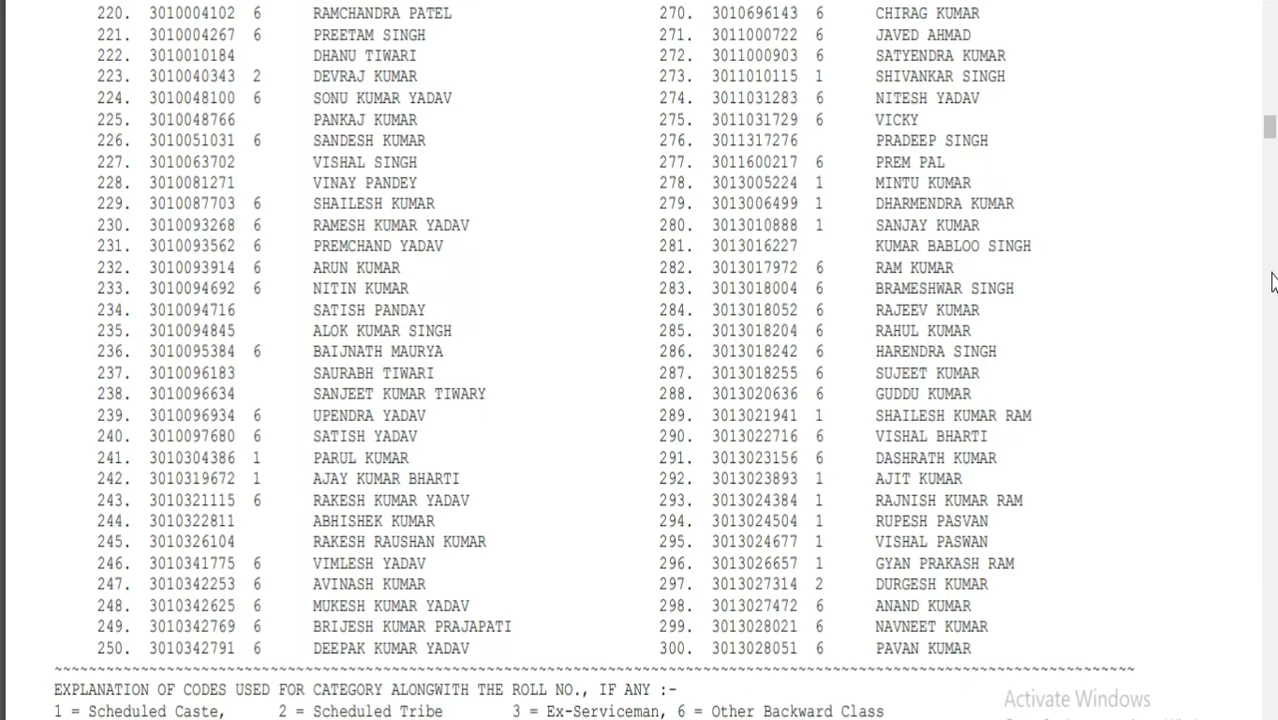 220. 3010004102 6 RAMCHANDRA PATEL 270. 3010696143 6 CHIRAG KUMAR
221. 3010004267 6 PREETAM SINGH 271. 3011000722 6 JAVED AHMAD
222. 3010010184 DHANU TIWARI 272. 3011000903 6 SATYENDRA KUMAR
223. 3010040343 2 DEVRAJ KUMAR 273. 3011010115 1 SHIVANKAR SINGH
224. 3010048100 6 SONU KUMAR YADAV 274. 3011031283 6 NITESH YADAV
225. 3010048766 PANKAJ KUMAR 275. 3011031729 6 VICKY
226. 3010051031 6 SANDESH KUMAR 276. 3011317276 PRADEEP SINGH
227. 3010063702 VISHAL SINGH 277. 3011600217 6 PREM PAL
228. 3010081271 VINAY PANDEY 278. 3013005224 1 MINTU KUMAR
229. 3010087703 6 SHAILESH KUMAR 279. 3013006499 1 DHARMENDRA KUMAR
230. 3010093268 6 RAMESH KUMAR YADAV 280. 3013010888 1 SANJAY KUMAR
231. 3010093562 6 PREMCHAND YADAV 281. 3013016227 KUMAR BABLOO SINGH
232. 3010093914 6 ARUN KUMAR 282. 3013017972 6 RAM KUMAR
233. 3010094692 6 NITIN KUMAR 283. 3013018004 6 BRAMESHWAR SINGH
234. 3010094716 SATISH PANDAY 284. 3013018052 6 RAJEEV KUMAR
235. 3010094845 ALOK KUMAR SINGH 285. 3013018204 6 RAHUL KUMAR
236. 3010095384 6 BAIJNATH MAURYA 286. 3013018242 6 HARENDRA SINGH
237. 3010096183 SAURABH TIWARI 287. 3013018255 6 SUJEET KUMAR
238. 3010096634 SANJEET KUMAR TIWARY 288. 3013020636 6 GUDDU KUMAR
239. 3010096934 6 UPENDRA YADAV 289. 3013021941 1 SHAILESH KUMAR RAM
240. 3010097680 6 SATISH YADAV 290. 3013022716 6 VISHAL BHARTI
241. 3010304386 1 PARUL KUMAR 291. 3013023156 6 DASHRATH KUMAR
242. 3010319672 1 AJAY KUMAR BHARTI 292. 3013023893 1 AJIT KUMAR
243. 3010321115 6 RAKESH KUMAR YADAV 293. 3013024384 1 RAJNISH KUMAR RAM
244. 3010322811 ABHISHEK KUMAR 294. 3013024504 1 RUPESH PASVAN
245. 3010326104 RAKESH RAUSHAN KUMAR 295. 3013024677 1 VISHAL PASWAN
246. 3010341775 6 VIMLESH YADAV 296. 3013026657 1 GYAN PRAKASH RAM
247. 3010342253 6 AVINASH KUMAR 297. 3013027314 2 DURGESH KUMAR
248. 3010342625 6 MUKESH KUMAR YADAV 298. 3013027472 6 ANAND KUMAR
249. 3010342769 6 BRIJESH KUMAR PRAJAPATI 299. 3013028021 6 NAVNEET KUMAR
250. 3010342791 6 DEEPAK KUMAR YADAV 300. 3013028051 6 PAVAN KUMAR
EXPLANATION OF CODES USED FOR CATEGORY ALONGWITH THE ROLL NO., IF ANY :-
1 = Scheduled Caste, 2 = Scheduled Tribe 3 = Ex-Serviceman, 6 = Other Backward Class
Activate Windows